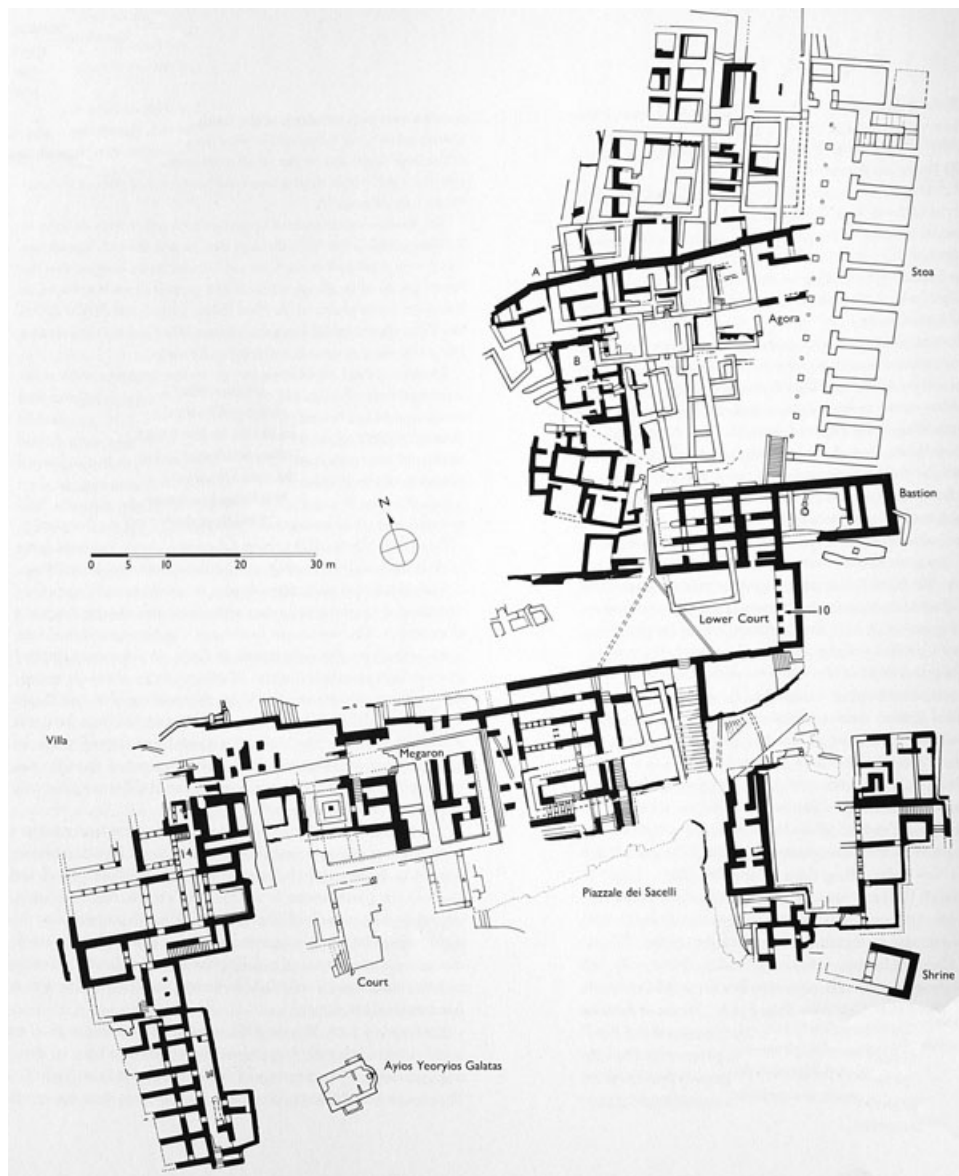 A
Stoa
Agora
B
Bastion
N
0 5 10 20 30 m
Lower Court
10
Villa
Megaron
14
Piazzale dei Sacelli
Shrine
Court
Ayios Yeoryios Galatas